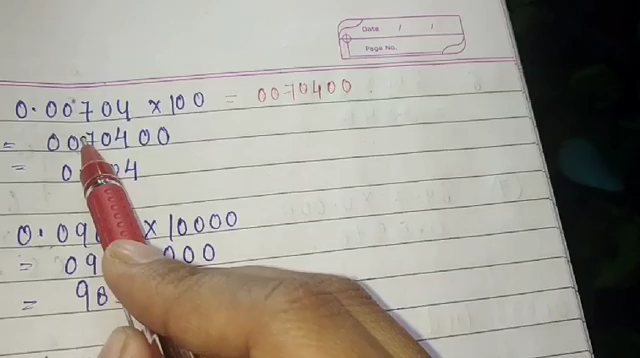 Date / /
Page No.
0.00704 × 100 = 0070400
= 0070400
= 0 04
0.09 × 10000
= 09 000
= 98